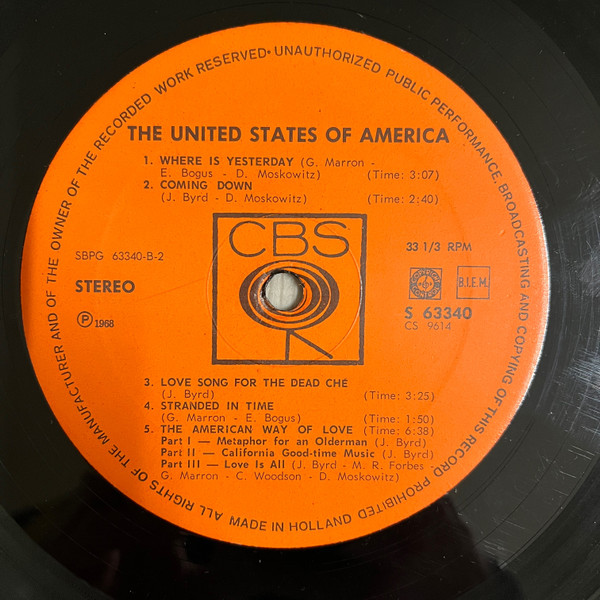 ALL RIGHTS OF THE MANUFACTURER AND OF THE OWNER OF THE RECORDED WORK RESERVED • UNAUTHORIZED PUBLIC PERFORMANCE, BROADCASTING AND COPYING OF THIS RECORD PROHIBITED
THE UNITED STATES OF AMERICA
1. WHERE IS YESTERDAY (G. Marron -
E. Bogus - D. Moskowitz) (Time: 3:07)
2. COMING DOWN
(J. Byrd - D. Moskowitz) (Time: 2:40)
CBS
SBPG 63340-B-2
33 1/3 RPM
STEREO
B.I.E.M.
S 63340
CS 9614
Ⓟ 1968
3. LOVE SONG FOR THE DEAD CHÉ
(J. Byrd) (Time: 3:25)
4. STRANDED IN TIME
(G. Marron - E. Bogus) (Time: 1:50)
5. THE AMERICAN WAY OF LOVE (Time: 6:38)
Part I — Metaphor for an Olderman (J. Byrd)
Part II — California Good-time Music (J. Byrd)
Part III — Love Is All (J. Byrd - M. R. Forbes -
G. Marron - C. Woodson - D. Moskowitz)
MADE IN HOLLAND